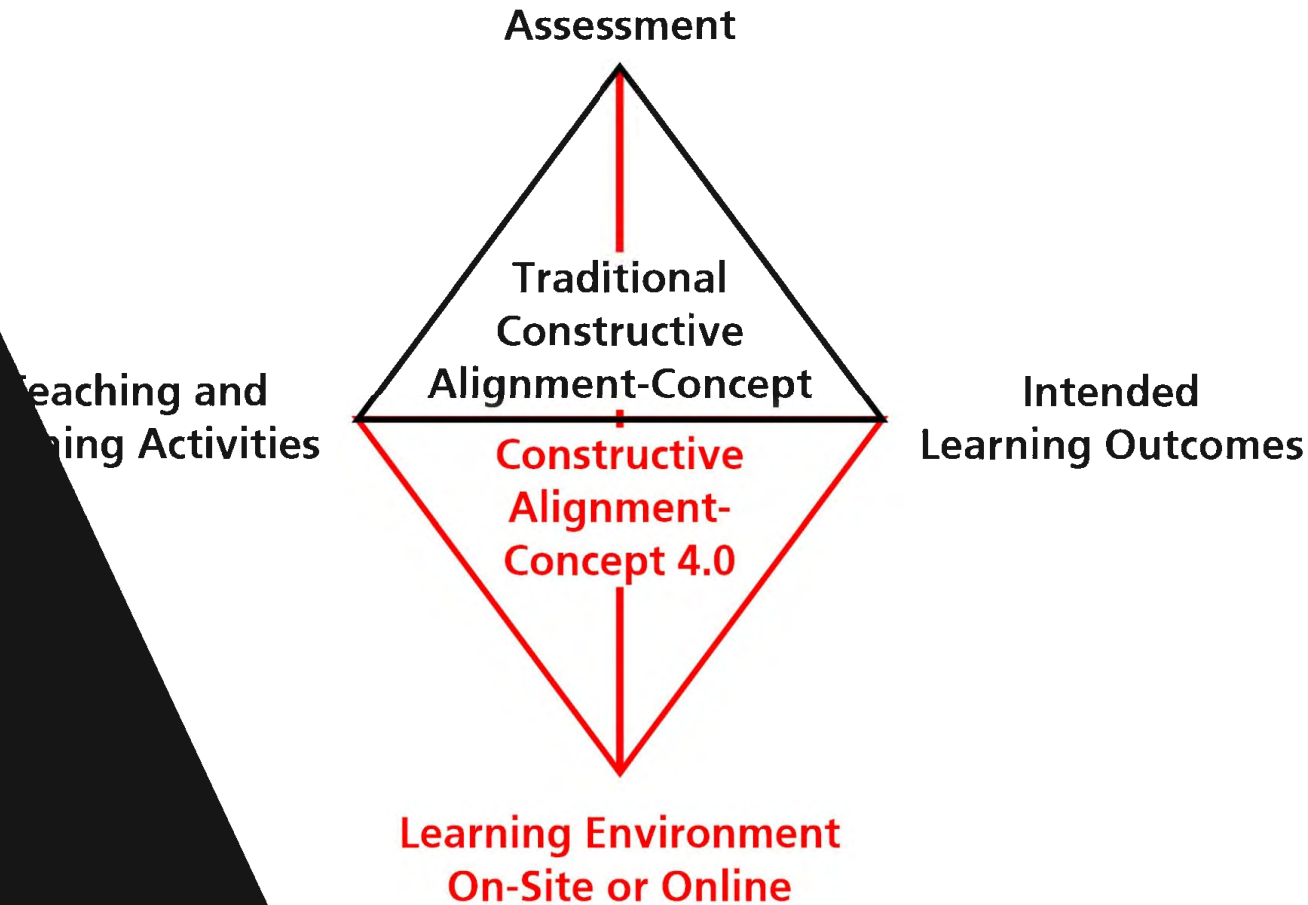 Assessment
Traditional
Constructive
Alignment-Concept
eaching and
ning Activities
Intended
Learning Outcomes
Constructive
Alignment-
Concept 4.0
Learning Environment
On-Site or Online